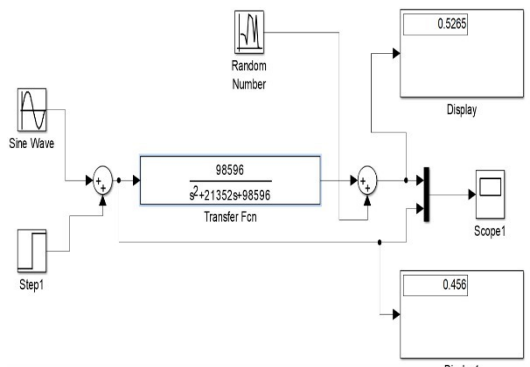 0.5265
Random
Number
Display
Sine Wave
98596
s²+21352s+98596
Transfer Fcn
Scope1
Step1
0.456